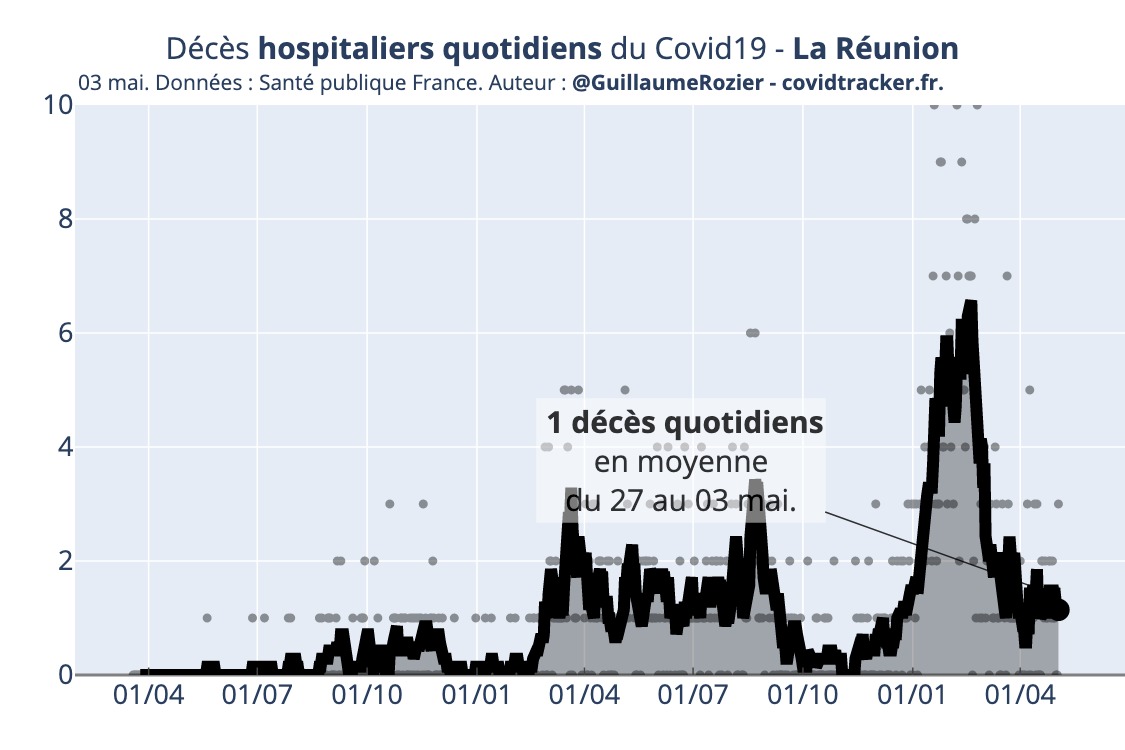 Décès hospitaliers quotidiens du Covid19 - La Réunion
03 mai. Données : Santé publique France. Auteur : @GuillaumeRozier - covidtracker.fr.
10
8
6
4
2
0
1 décès quotidiens
en moyenne
du 27 au 03 mai.
01/04 01/07 01/10 01/01 01/04 01/07 01/10 01/01 01/04